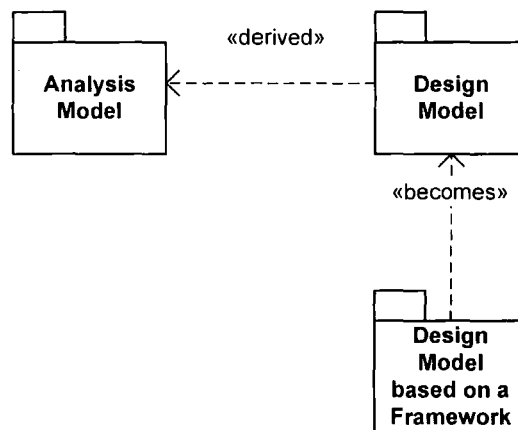 «derived»
Analysis
Model
Design
Model
«becomes»
Design
Model
based on a
Framework